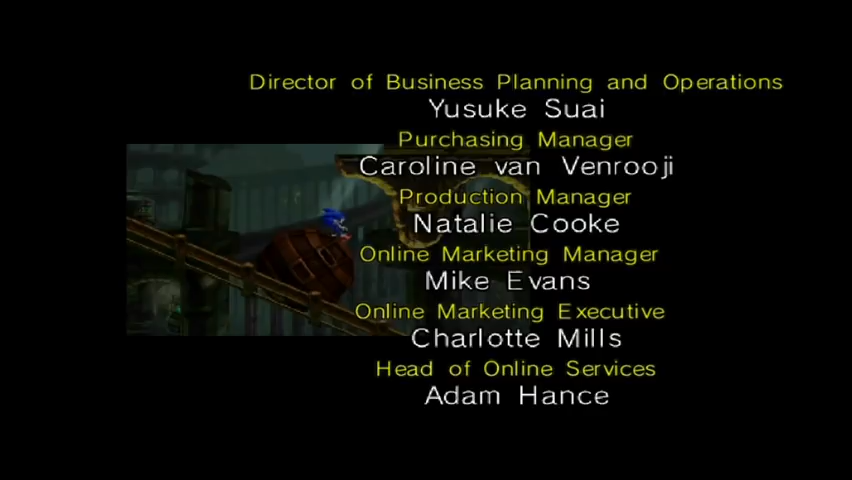 Director of Business Planning and Operations
Yusuke Suai
Purchasing Manager
Caroline van Venrooji
Production Manager
Natalie Cooke
Online Marketing Manager
Mike Evans
Online Marketing Executive
Charlotte Mills
Head of Online Services
Adam Hance